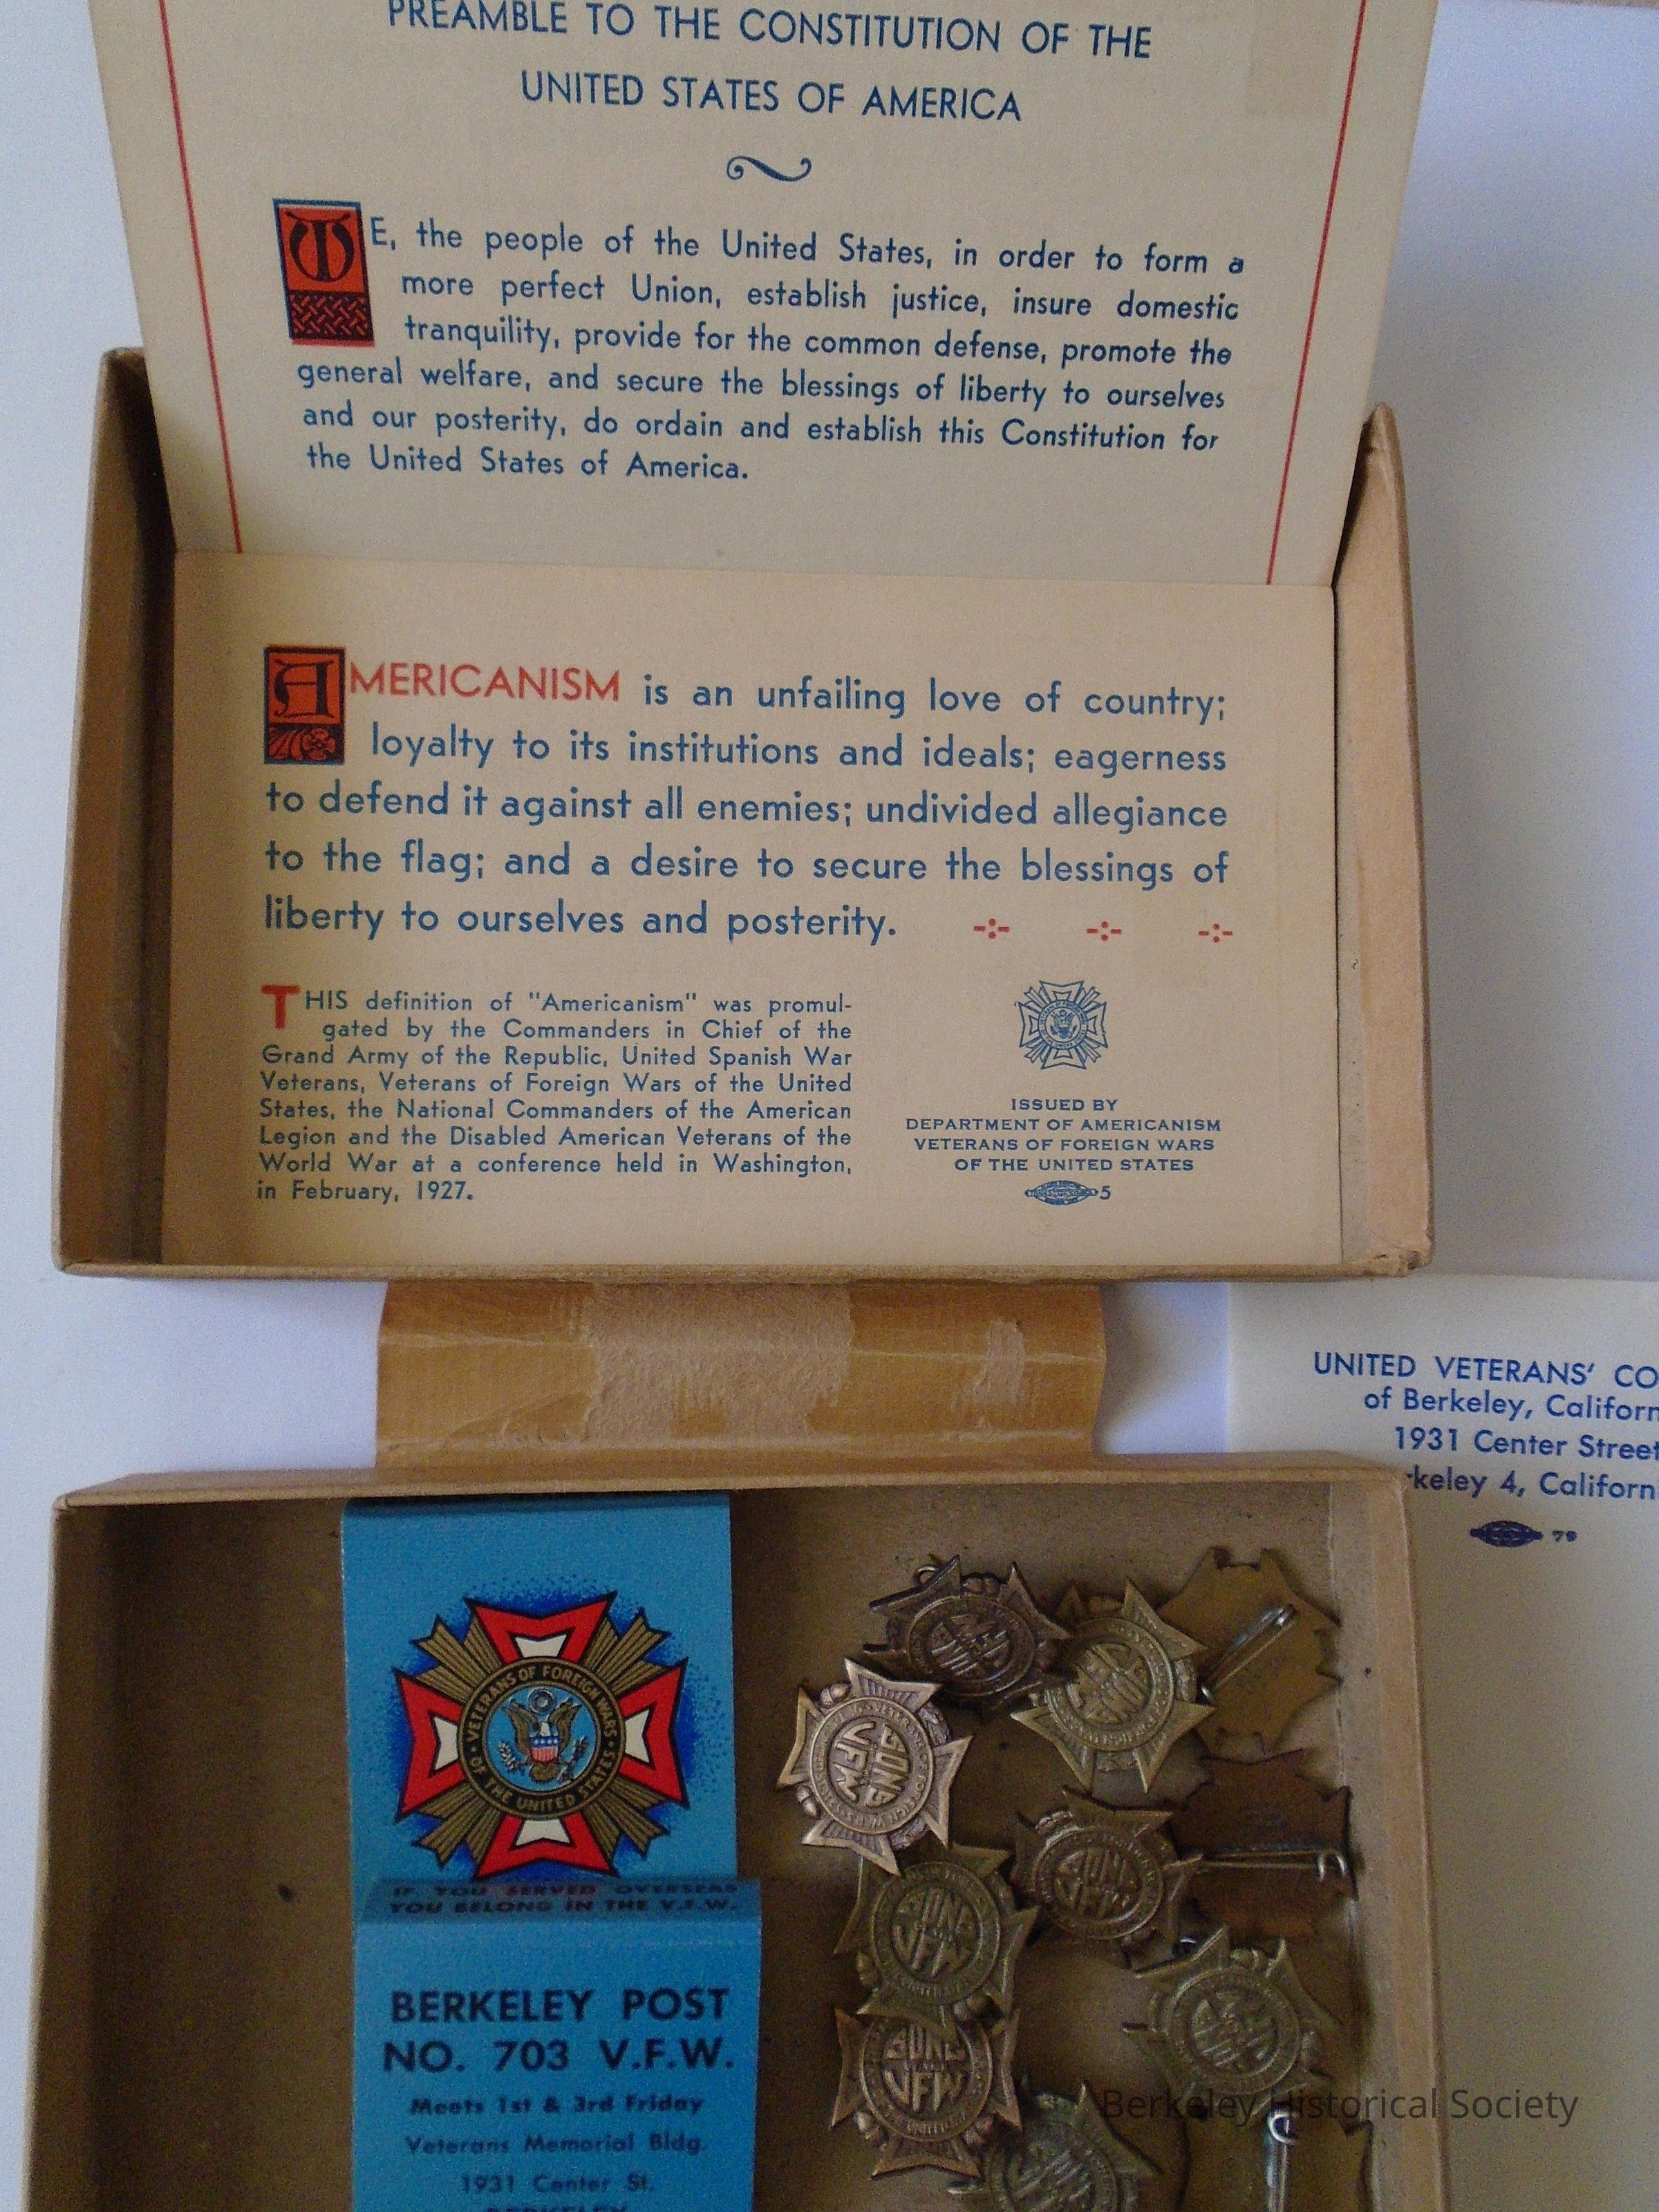 PREAMBLE TO THE CONSTITUTION OF THE
UNITED STATES OF AMERICA
WE, the people of the United States, in order to form a
more perfect Union, establish justice, insure domestic
tranquility, provide for the common defense, promote the
general welfare, and secure the blessings of liberty to ourselves
and our posterity, do ordain and establish this Constitution for
the United States of America.
AMERICANISM is an unfailing love of country;
loyalty to its institutions and ideals; eagerness
to defend it against all enemies; undivided allegiance
to the flag; and a desire to secure the blessings of
liberty to ourselves and posterity.
THIS definition of "Americanism" was promul-
gated by the Commanders in Chief of the
Grand Army of the Republic, United Spanish War
Veterans, Veterans of Foreign Wars of the United
States, the National Commanders of the American
Legion and the Disabled American Veterans of the
World War at a conference held in Washington,
in February, 1927.
ISSUED BY
DEPARTMENT OF AMERICANISM
VETERANS OF FOREIGN WARS
OF THE UNITED STATES
5
UNITED VETERANS' CO
of Berkeley, Californ
1931 Center Street
rkeley 4, Californ
79
VETERANS OF FOREIGN WARS
OF THE UNITED STATES
IF YOU SERVED OVERSEAS
YOU BELONG IN THE V.F.W.
BERKELEY POST
NO. 703 V.F.W.
Meets 1st & 3rd Friday
Veterans Memorial Bldg.
1931 Center St.
BERKELEY
SONS
VFW
SONS
VFW
SONS
VFW
SONS
VFW
Berkeley Historical Society